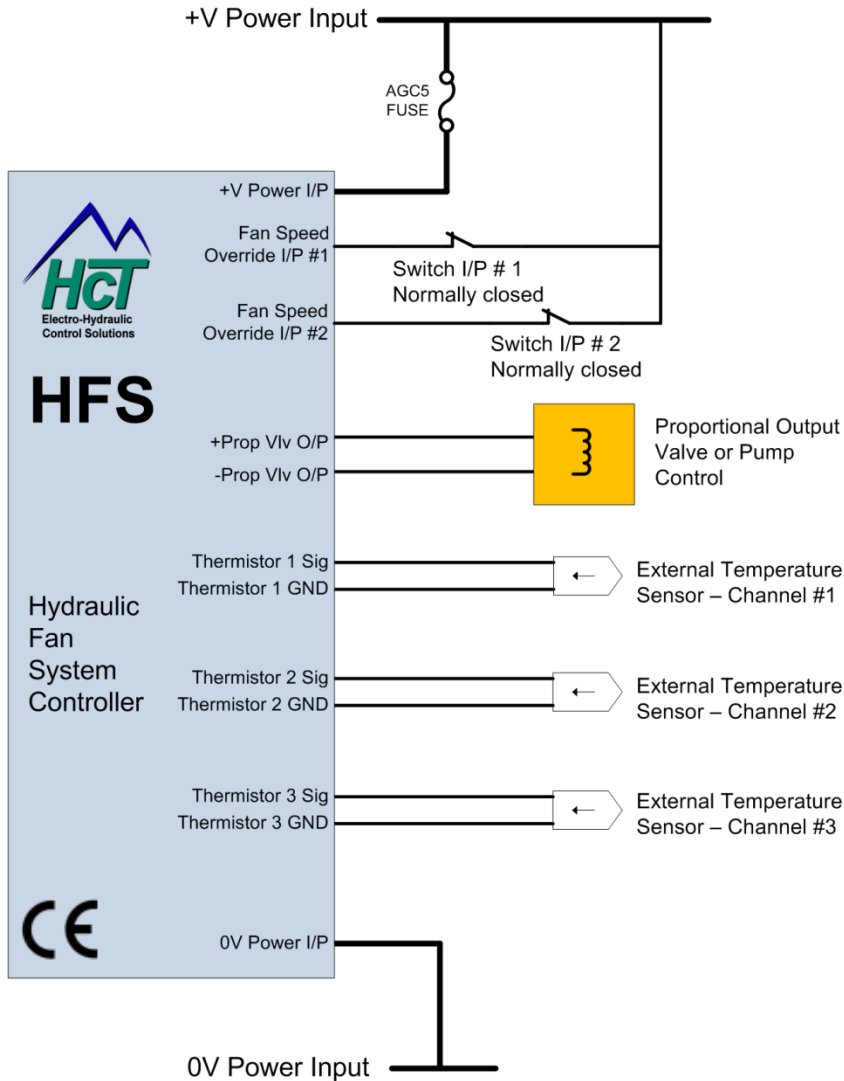 +V Power Input
AGC5
FUSE
+V Power I/P
Fan Speed
Override I/P #1
Switch I/P # 1
Normally closed
Fan Speed
Override I/P #2
Switch I/P # 2
Normally closed
HcT
Electro-Hydraulic
Control Solutions
HFS
+Prop Vlv O/P
-Prop Vlv O/P
Proportional Output
Valve or Pump
Control
Thermistor 1 Sig
Thermistor 1 GND
External Temperature
Sensor – Channel #1
Hydraulic
Fan
System
Controller
Thermistor 2 Sig
Thermistor 2 GND
External Temperature
Sensor – Channel #2
Thermistor 3 Sig
Thermistor 3 GND
External Temperature
Sensor – Channel #3
CE
0V Power I/P
0V Power Input